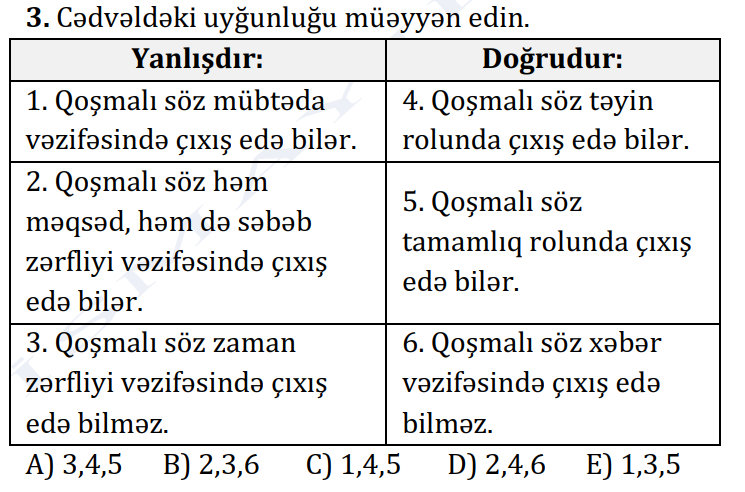 3. Cədvəldəki uyğunluğu müəyyən edin.
Yanlışdır:
Doğrudur:
1. Qoşmalı söz mübtəda
vəzifəsində çıxış edə bilər.
4. Qoşmalı söz təyin
rolunda çıxış edə bilər.
2. Qoşmalı söz həm
məqsəd, həm də səbəb
zərfliyi vəzifəsində çıxış
edə bilər.
5. Qoşmalı söz
tamamlıq rolunda çıxış
edə bilər.
3. Qoşmalı söz zaman
zərfliyi vəzifəsində çıxış
edə bilməz.
6. Qoşmalı söz xəbər
vəzifəsində çıxış edə
bilməz.
A) 3,4,5 B) 2,3,6 C) 1,4,5 D) 2,4,6 E) 1,3,5